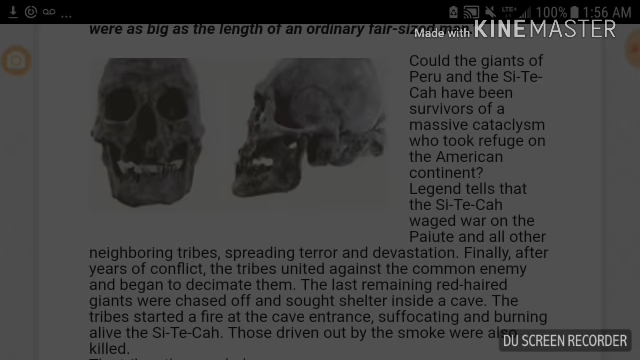 LTE+ 100% 1:56 AM
were as big as the length of an ordinary fair-sized
Made with KINEMASTER
Could the giants of
Peru and the Si-Te-
Cah have been
survivors of a
massive cataclysm
who took refuge on
the American
continent?
Legend tells that
the Si-Te-Cah
waged war on the
Paiute and all other
neighboring tribes, spreading terror and devastation. Finally, after
years of conflict, the tribes united against the common enemy
and began to decimate them. The last remaining red-haired
giants were chased off and sought shelter inside a cave. The
tribes started a fire at the cave entrance, suffocating and burning
alive the Si-Te-Cah. Those driven out by the smoke were also
killed.
DU SCREEN RECORDER